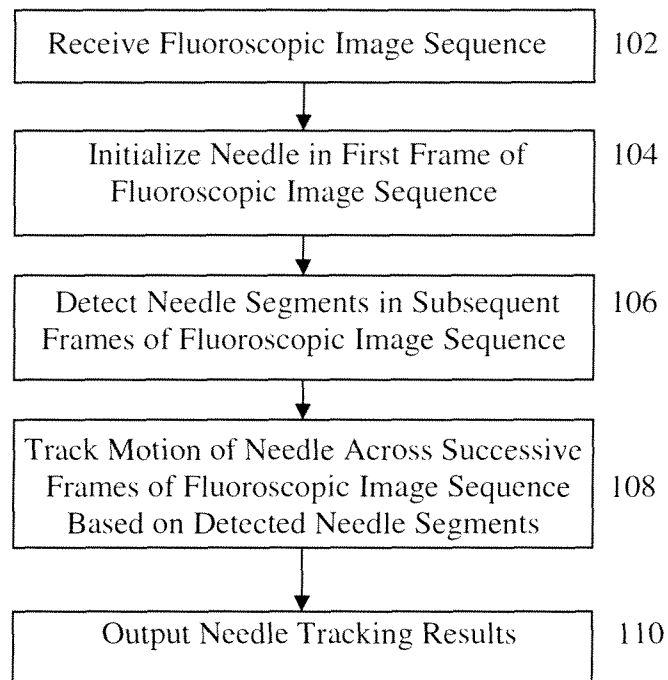 Receive Fluoroscopic Image Sequence 102
Initialize Needle in First Frame of 104
Fluoroscopic Image Sequence
Detect Needle Segments in Subsequent 106
Frames of Fluoroscopic Image Sequence
Track Motion of Needle Across Successive
Frames of Fluoroscopic Image Sequence 108
Based on Detected Needle Segments
Output Needle Tracking Results 110